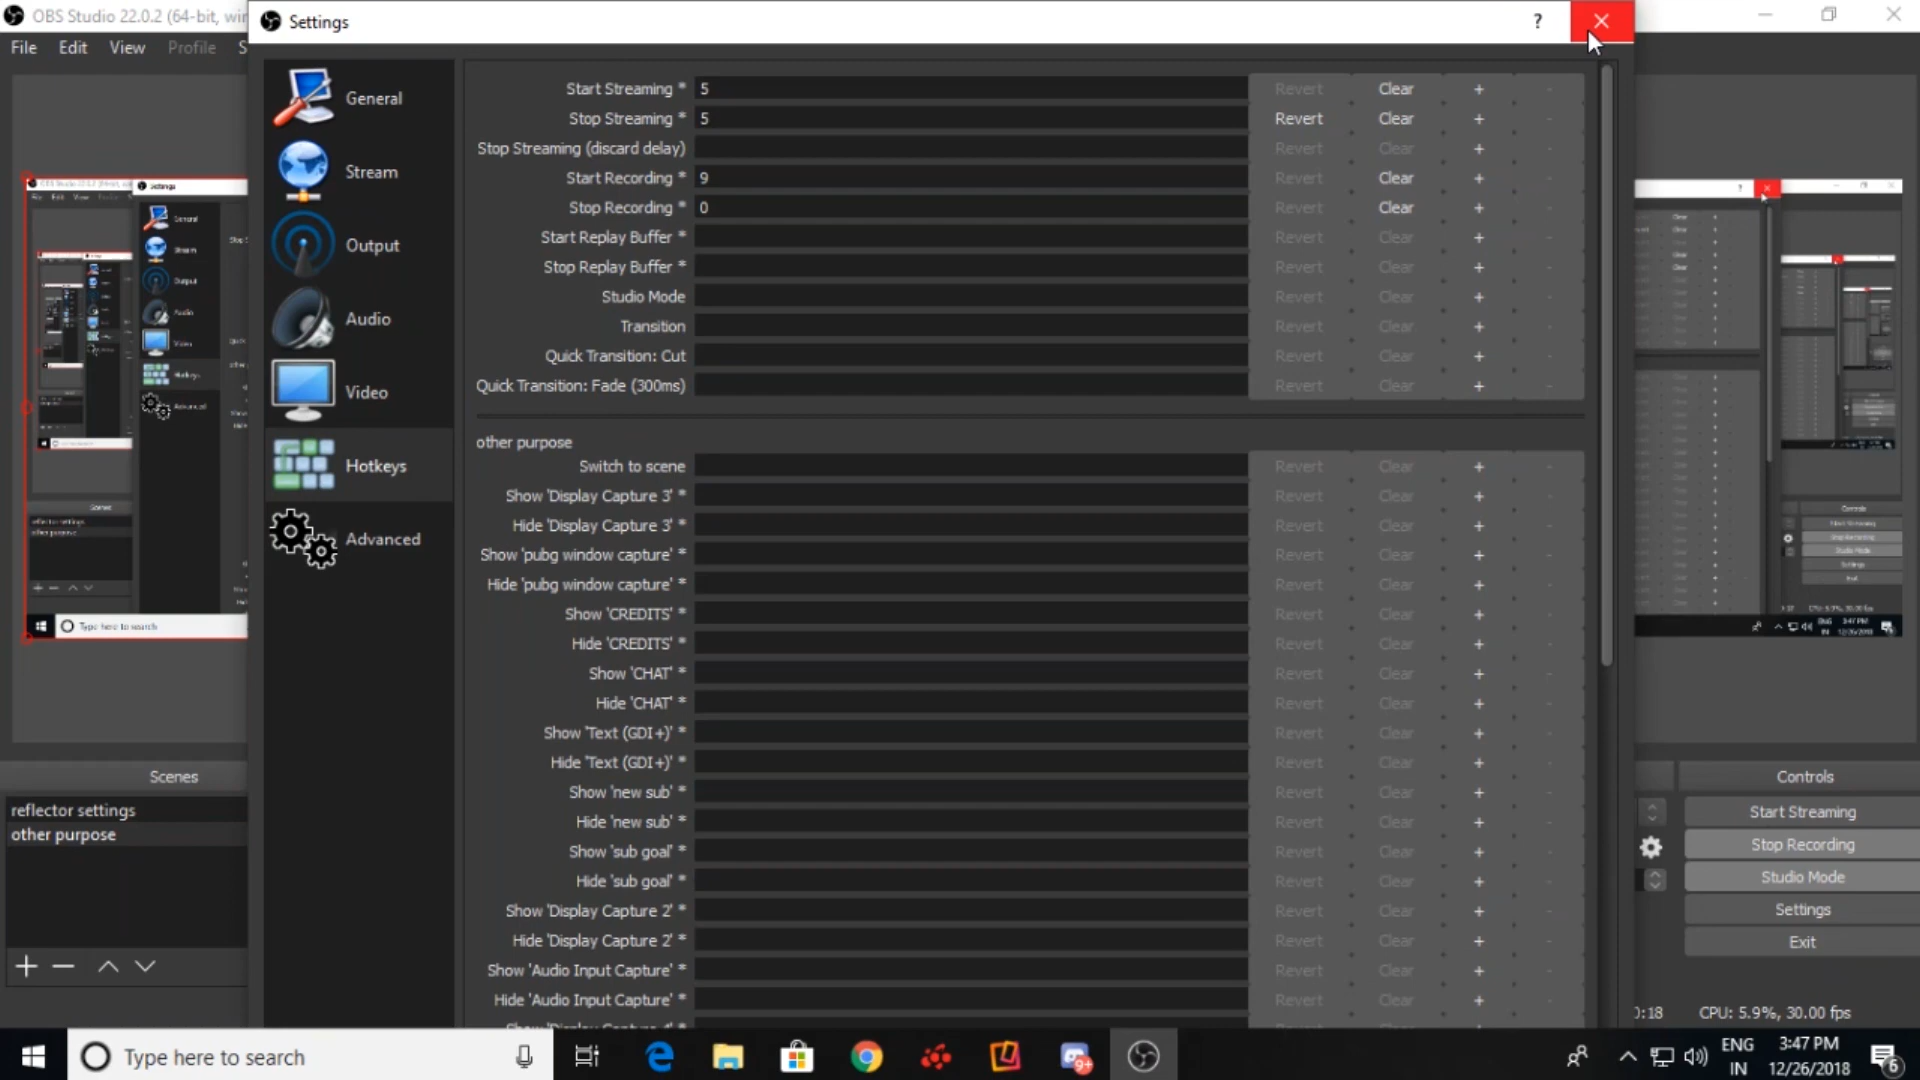 OBS Studio 22.0.2 (64-bit, wi
Settings
?
File Edit View Profile S
General
Stream
Output
Audio
Video
Hotkeys
Advanced
Start Streaming * 5 Revert Clear + -
Stop Streaming * 5 Revert Clear + -
Stop Streaming (discard delay) Revert Clear + -
Start Recording * 9 Revert Clear + -
Stop Recording * 0 Revert Clear + -
Start Replay Buffer * Revert Clear + -
Stop Replay Buffer * Revert Clear + -
Studio Mode Revert Clear + -
Transition Revert Clear + -
Quick Transition: Cut Revert Clear + -
Quick Transition: Fade (300ms) Revert Clear + -
other purpose
Switch to scene Revert Clear + -
Show 'Display Capture 3' * Revert Clear + -
Hide 'Display Capture 3' * Revert Clear + -
Show 'pubg window capture' * Revert Clear + -
Hide 'pubg window capture' * Revert Clear + -
Show 'CREDITS' * Revert Clear + -
Hide 'CREDITS' * Revert Clear + -
Show 'CHAT' * Revert Clear + -
Hide 'CHAT' * Revert Clear + -
Show 'Text (GDI+)' * Revert Clear + -
Hide 'Text (GDI+)' * Revert Clear + -
Show 'new sub' * Revert Clear + -
Hide 'new sub' * Revert Clear + -
Show 'sub goal' * Revert Clear + -
Hide 'sub goal' * Revert Clear + -
Show 'Display Capture 2' * Revert Clear + -
Hide 'Display Capture 2' * Revert Clear + -
Show 'Audio Input Capture' * Revert Clear + -
Hide 'Audio Input Capture' * Revert Clear + -
Scenes
reflector settings
other purpose
Controls
Start Streaming
Stop Recording
Studio Mode
Settings
Exit
0:18 CPU: 5.9%, 30.00 fps
Type here to search
9+
ENG
IN
3:47 PM
12/26/2018
6